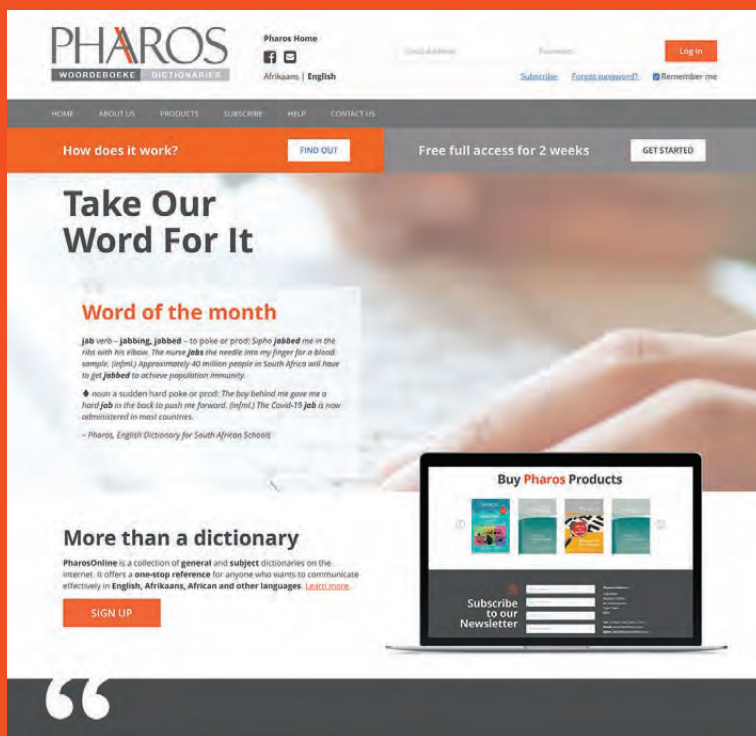 PHAROS
WOORDEBOEKE DICTIONARIES
Pharos Home
Afrikaans | English
Email Address
Password
Log in
Subscribe Forgot password? Remember me
HOME ABOUT US PRODUCTS SUBSCRIBE HELP CONTACT US
How does it work? FIND OUT
Free full access for 2 weeks GET STARTED
Take Our
Word For It
Word of the month
jab verb – jabbing, jabbed – to poke or prod: Sipho jabbed me in the
ribs with his elbow. The nurse jabs the needle into my finger for a blood
sample. (infml.) Approximately 40 million people in South Africa will have
to get jabbed to achieve population immunity.
♦ noun a sudden hard poke or prod: The boy behind me gave me a
hard jab in the back to push me forward. (infml.) The Covid-19 jab is now
administered in most countries.
– Pharos, English Dictionary for South African Schools
More than a dictionary
PharosOnline is a collection of general and subject dictionaries on the
internet. It offers a one-stop reference for anyone who wants to communicate
effectively in English, Afrikaans, African and other languages. Learn more.
SIGN UP
Buy Pharos Products
Subscribe
to our
Newsletter
“